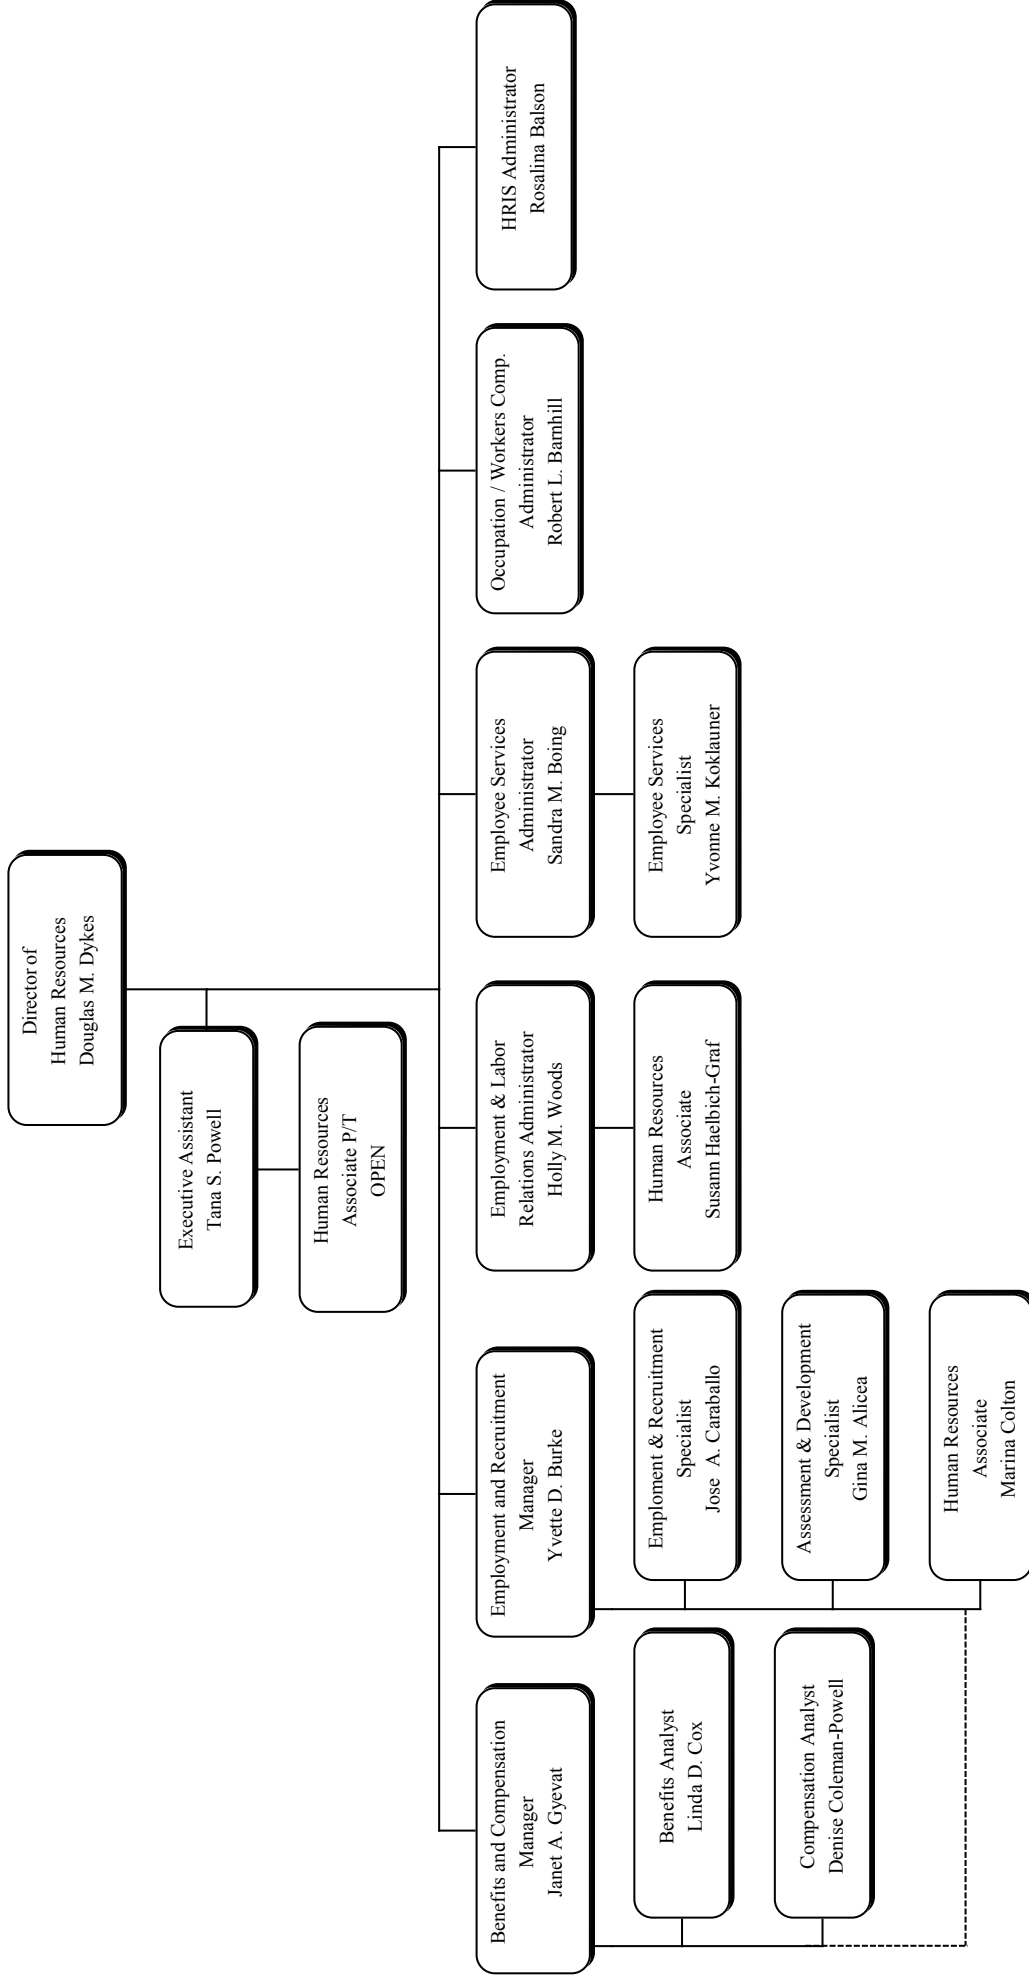 Director of
Human Resources
Douglas M. Dykes
Executive Assistant
Tana S. Powell
Human Resources
Associate P/T
OPEN
Benefits and Compensation
Manager
Janet A. Gyevat
Benefits Analyst
Linda D. Cox
Compensation Analyst
Denise Coleman-Powell
Employment and Recruitment
Manager
Yvette D. Burke
Emploment & Recruitment
Specialist
Jose A. Caraballo
Assessment & Development
Specialist
Gina M. Alicea
Human Resources
Associate
Marina Colton
Employment & Labor
Relations Administrator
Holly M. Woods
Human Resources
Associate
Susann Haelbich-Graf
Employee Services
Administrator
Sandra M. Boing
Employee Services
Specialist
Yvonne M. Koklauner
Occupation / Workers Comp.
Administrator
Robert L. Barnhill
HRIS Administrator
Rosalina Balson